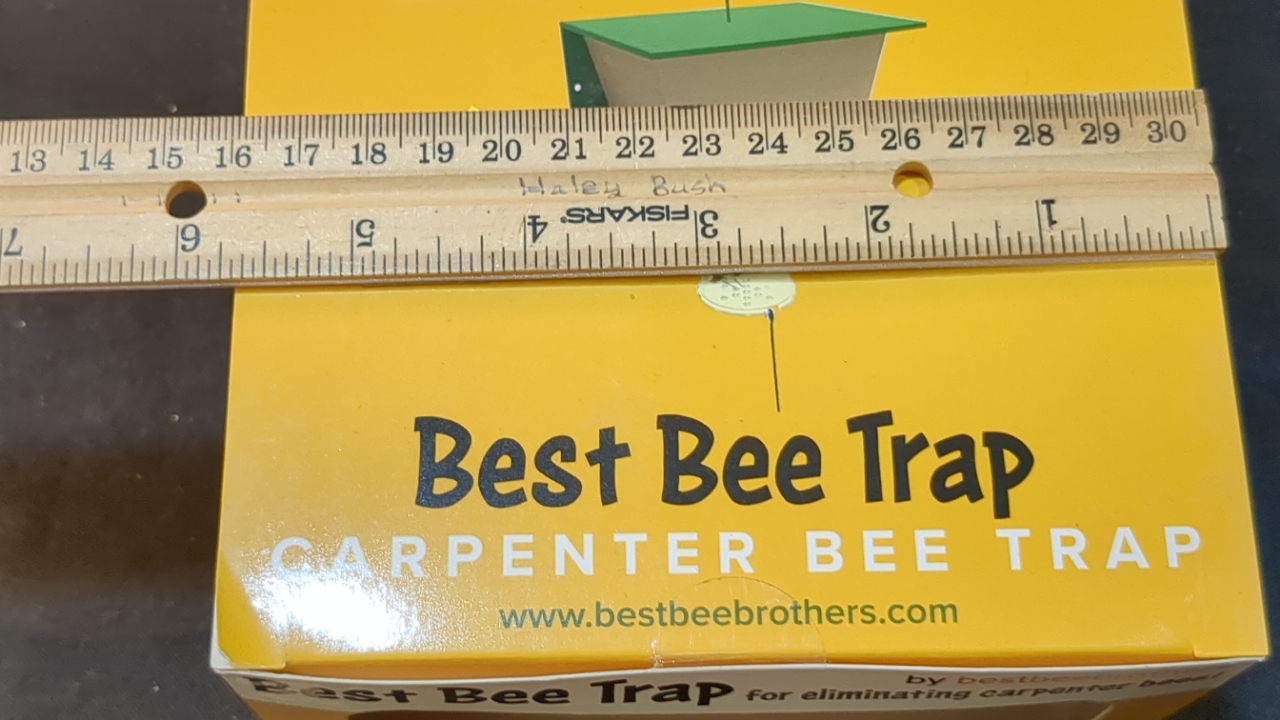 13 14 15 16 17 18 19 20 21 22 23 24 25 26 27 28 29 30
Haley Bush
FISKARS
7 6 5 4 3 2 1
Best Bee Trap
CARPENTER BEE TRAP
www.bestbeebrothers.com
by
Best Bee Trap for eliminating carpenter bees!